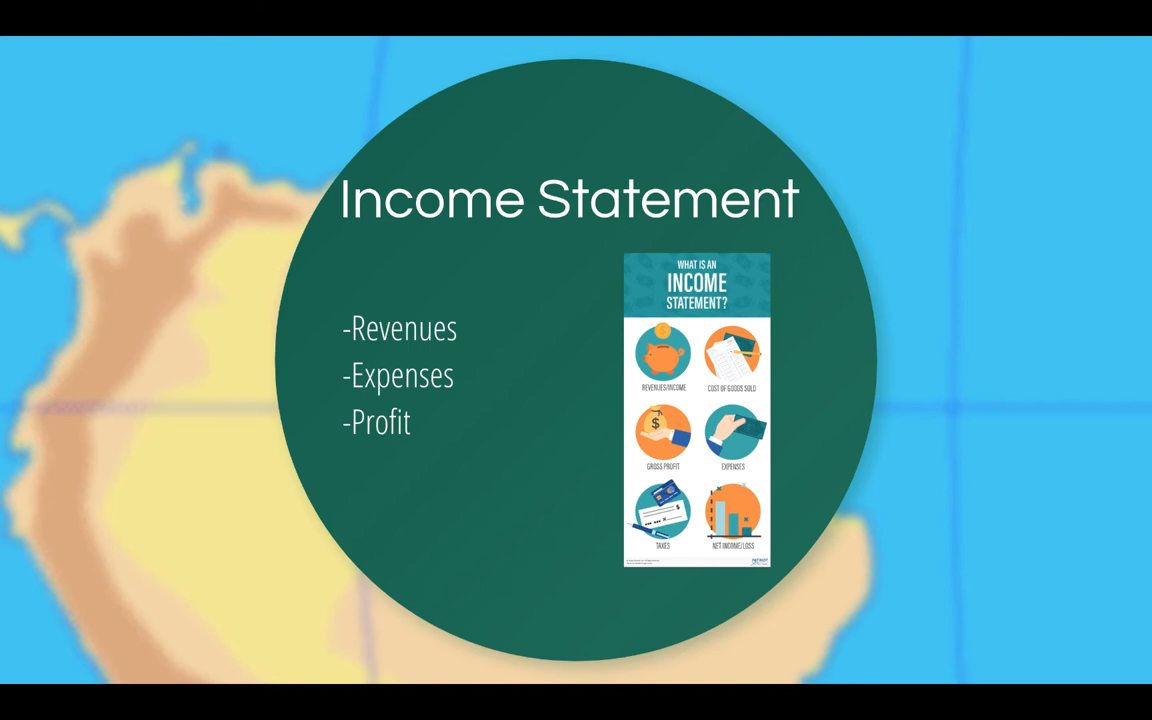 Income Statement
-Revenues
-Expenses
-Profit
WHAT IS AN
INCOME
STATEMENT?
REVENUES/INCOME
COST OF GOODS SOLD
GROSS PROFIT
EXPENSES
TAXES
NET INCOME/LOSS
PATRIOT